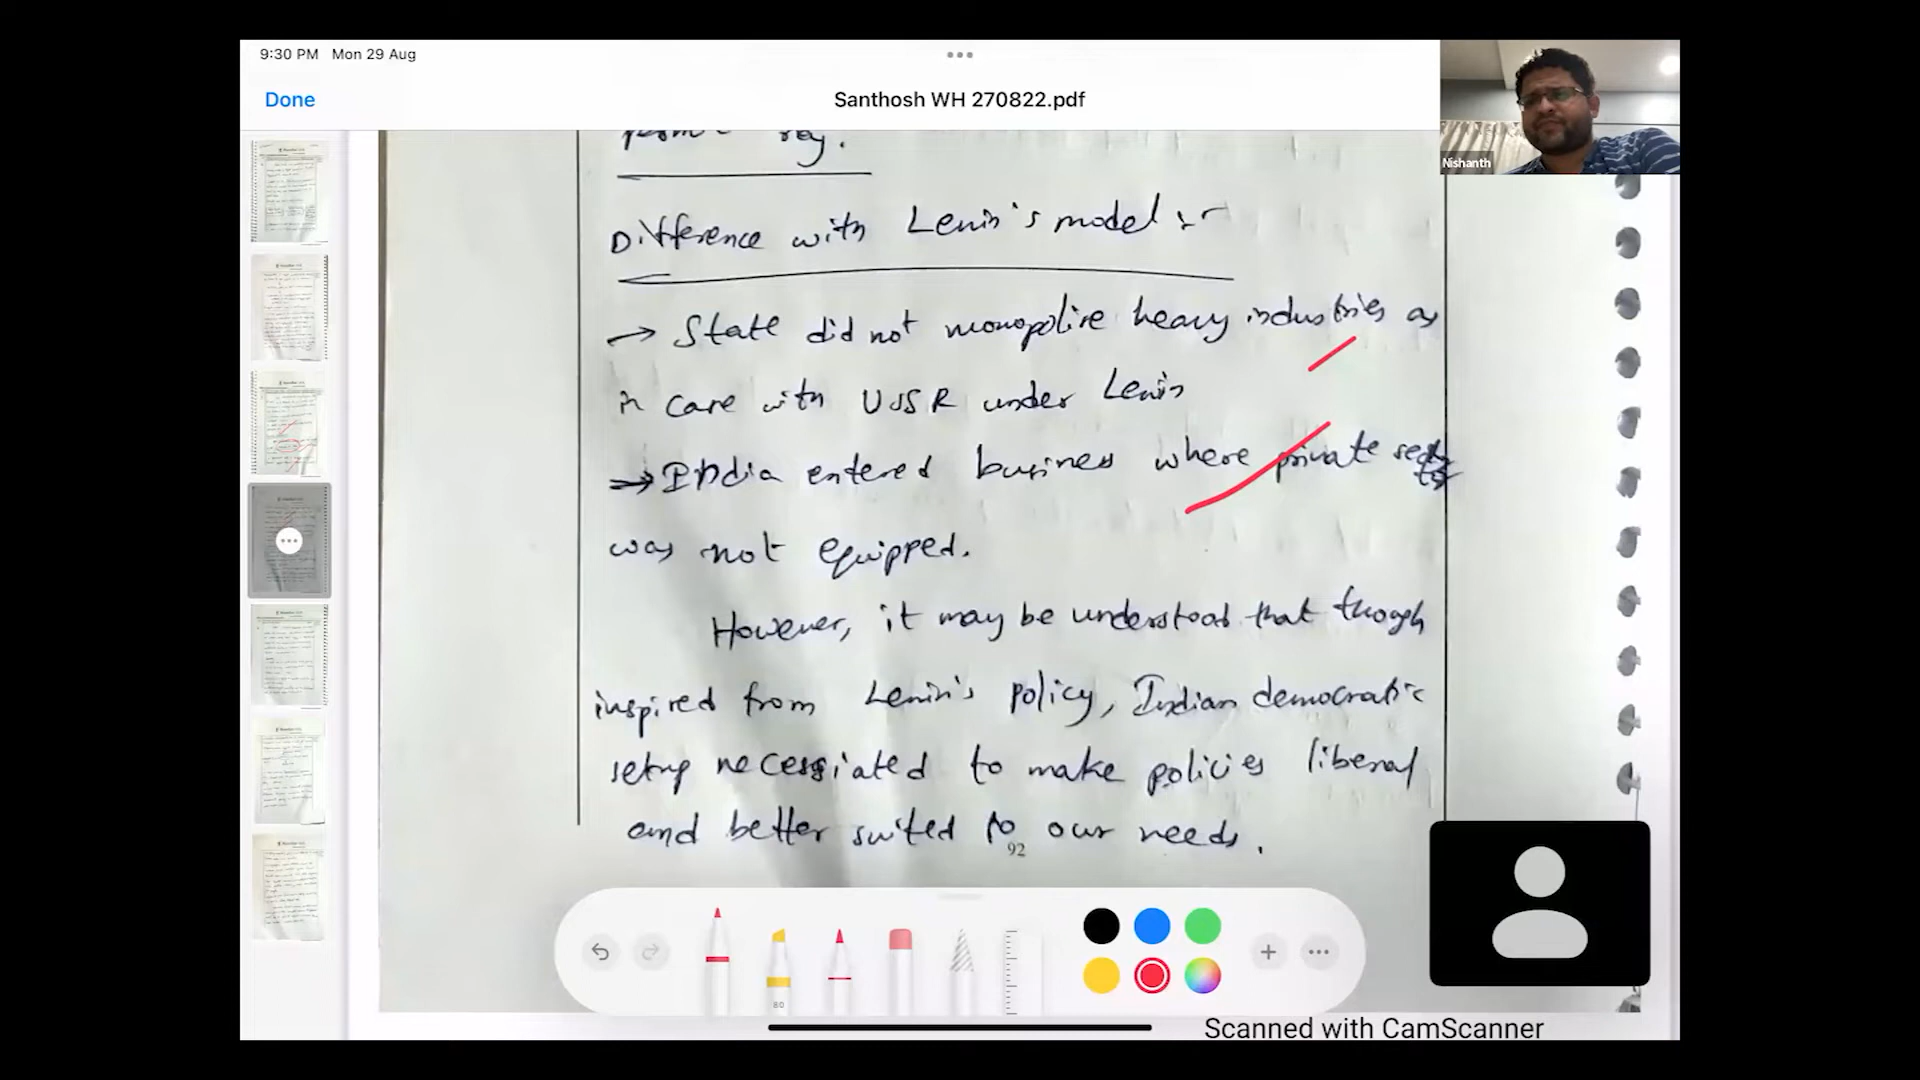 9:30 PM Mon 29 Aug
Done
Santhosh WH 270822.pdf
Nishanth
Difference with Lenin's model :-
→ State did not monopolize heavy industries as
in case with USSR under Lenin
→ India entered business where private sector
was not equipped.
However, it may be understood that though
inspired from Lenin's policy, Indian democratic
setup necessiated to make policies liberal
and better suited to our needs.
92
80
Scanned with CamScanner